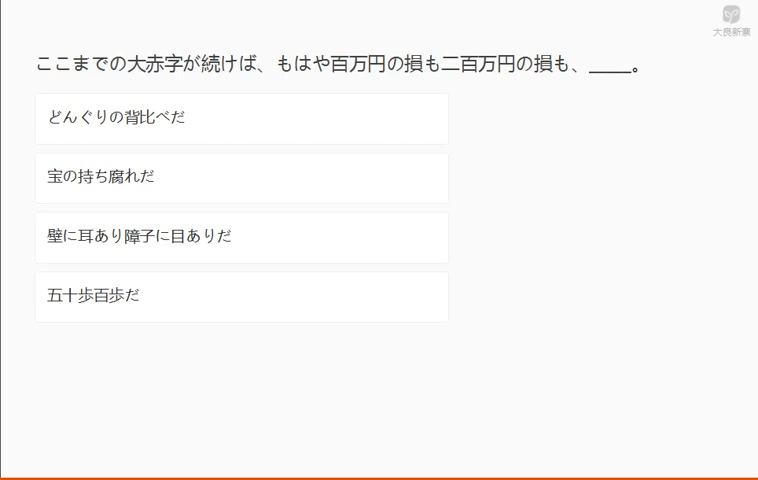 大良新寨
ここまでの大赤字が続けば、もはや百万円の損も二百万円の損も、____。
どんぐりの背比べだ
宝の持ち腐れだ
壁に耳あり障子に目ありだ
五十歩百歩だ